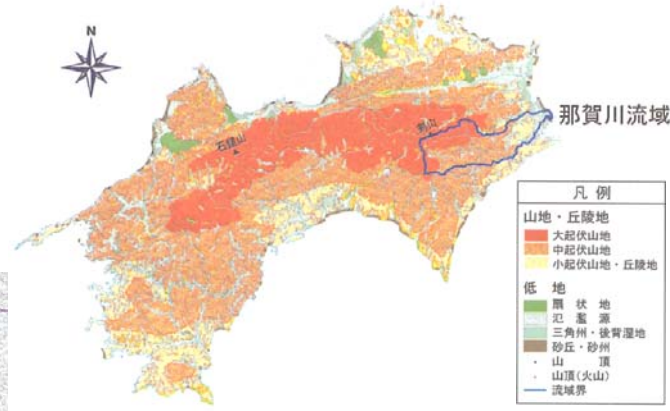 N
石鎚山
剣山
那賀川流域
凡例
山地・丘陵地
大起伏山地
中起伏山地
小起伏山地・丘陵地
低地
扇状地
氾濫源
三角州・後背湿地
砂丘・砂州
山頂
山頂(火山)
流域界